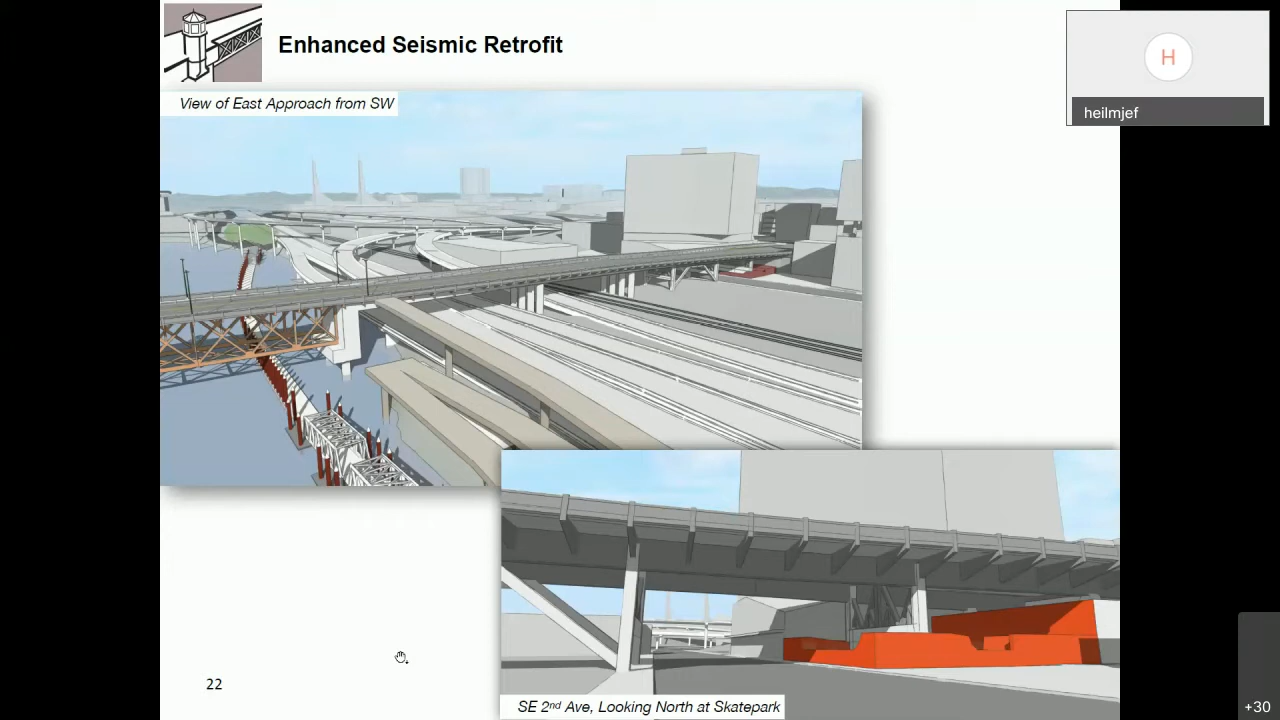 Enhanced Seismic Retrofit
View of East Approach from SW
H
heilmjef
22
SE 2nd Ave, Looking North at Skatepark
+30